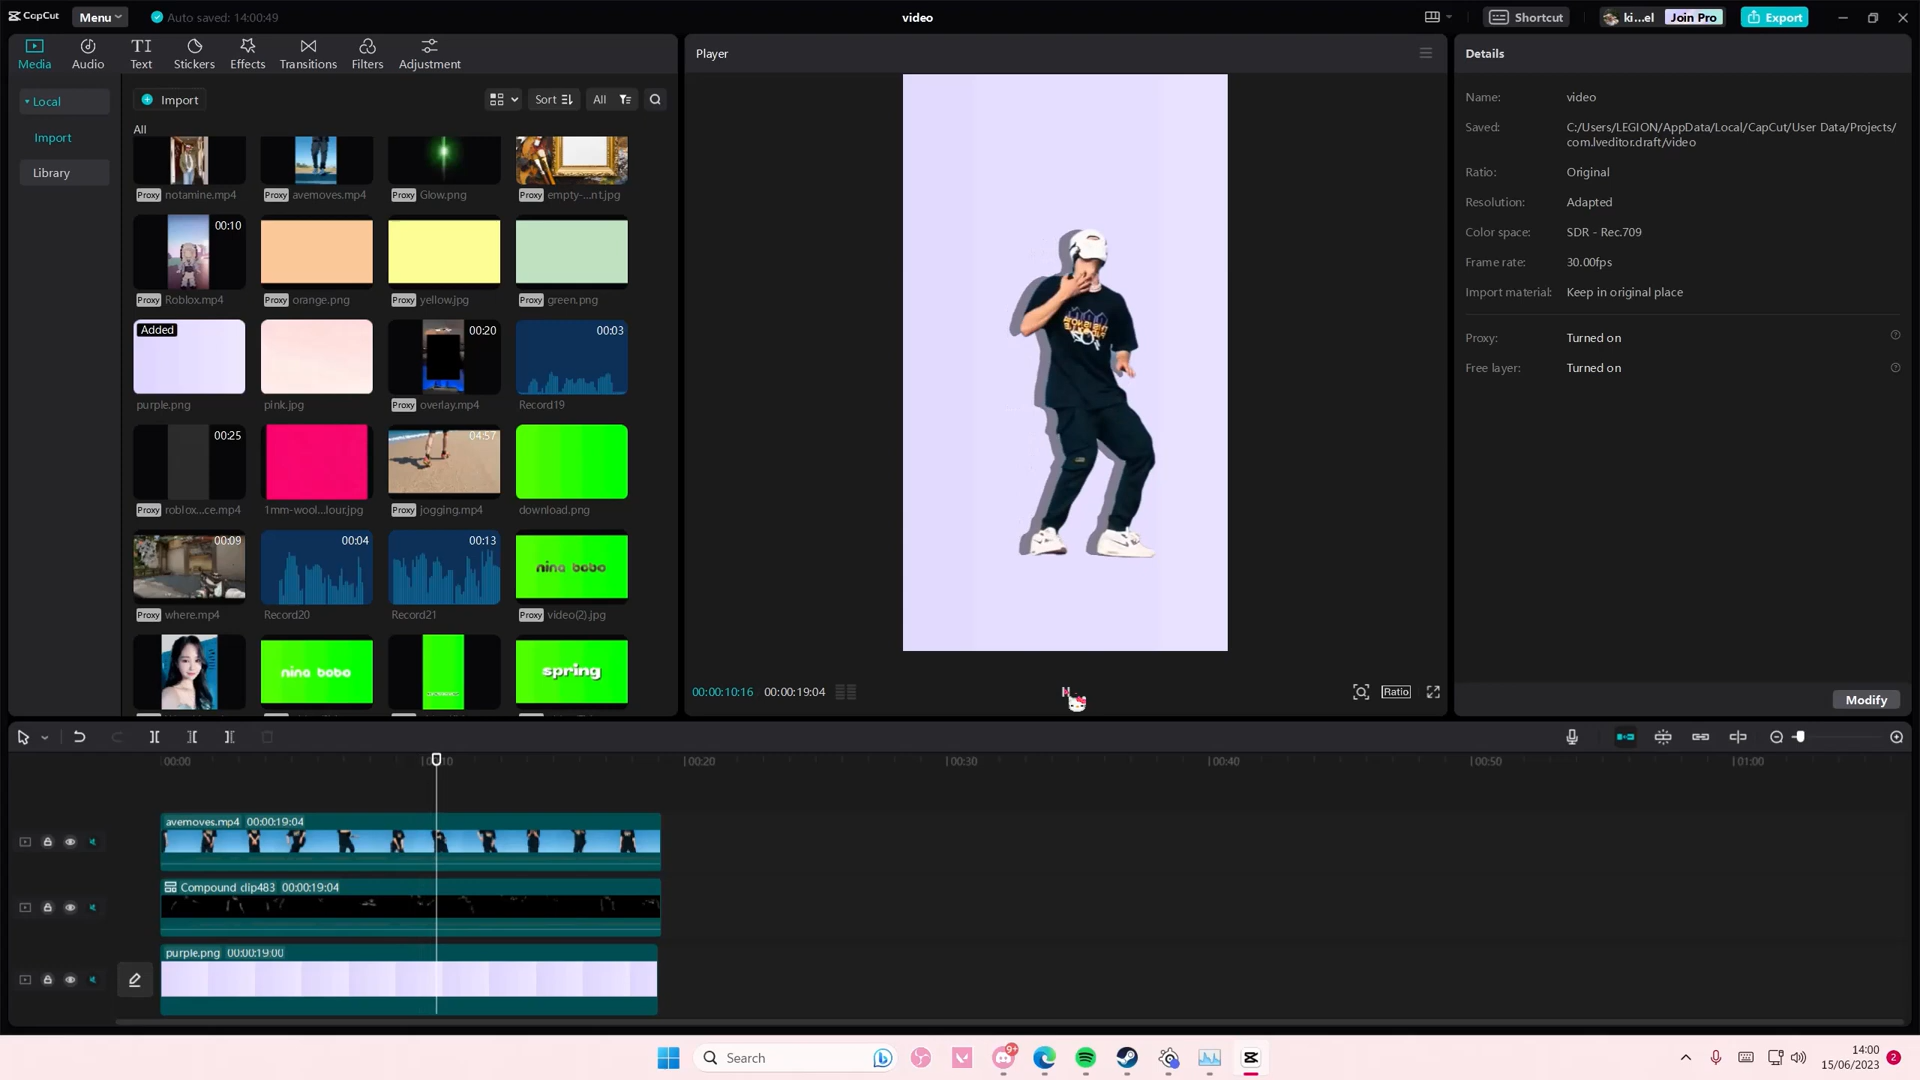 CapCut
Menu
Auto saved: 14:00:49
video
Shortcut
ki...el
Join Pro
Export
Media
Audio
TI
Text
Stickers
Effects
Transitions
Filters
Adjustment
Player
Details
Local
Import
Library
Import
Sort
All
All
Proxy notamine.mp4
Proxy avemoves.mp4
Proxy Glow.png
Proxy empty-...nt.jpg
00:10
Proxy Roblox.mp4
Proxy orange.png
Proxy yellow.jpg
Proxy green.png
Added
00:20
00:03
purple.png
pink.jpg
Proxy overlay.mp4
Record19
00:25
04:57
Proxy roblox...ce.mp4
1mm-wool...lour.jpg
Proxy jogging.mp4
download.png
00:09
00:04
00:13
nina bobo
Proxy where.mp4
Record20
Record21
Proxy video(2).jpg
nina bobo
spring
Name: video
Saved: C:/Users/LEGION/AppData/Local/CapCut/User Data/Projects/
com.lveditor.draft/video
Ratio: Original
Resolution: Adapted
Color space: SDR - Rec.709
Frame rate: 30.00fps
Import material: Keep in original place
Proxy: Turned on
Free layer: Turned on
Modify
00:00:10:16
00:00:19:04
Ratio
00:00
00:20
00:30
00:40
00:50
01:00
avemoves.mp4 00:00:19:04
Compound clip483 00:00:19:04
purple.png 00:00:19:00
Search
9+
14:00
15/06/2023
2